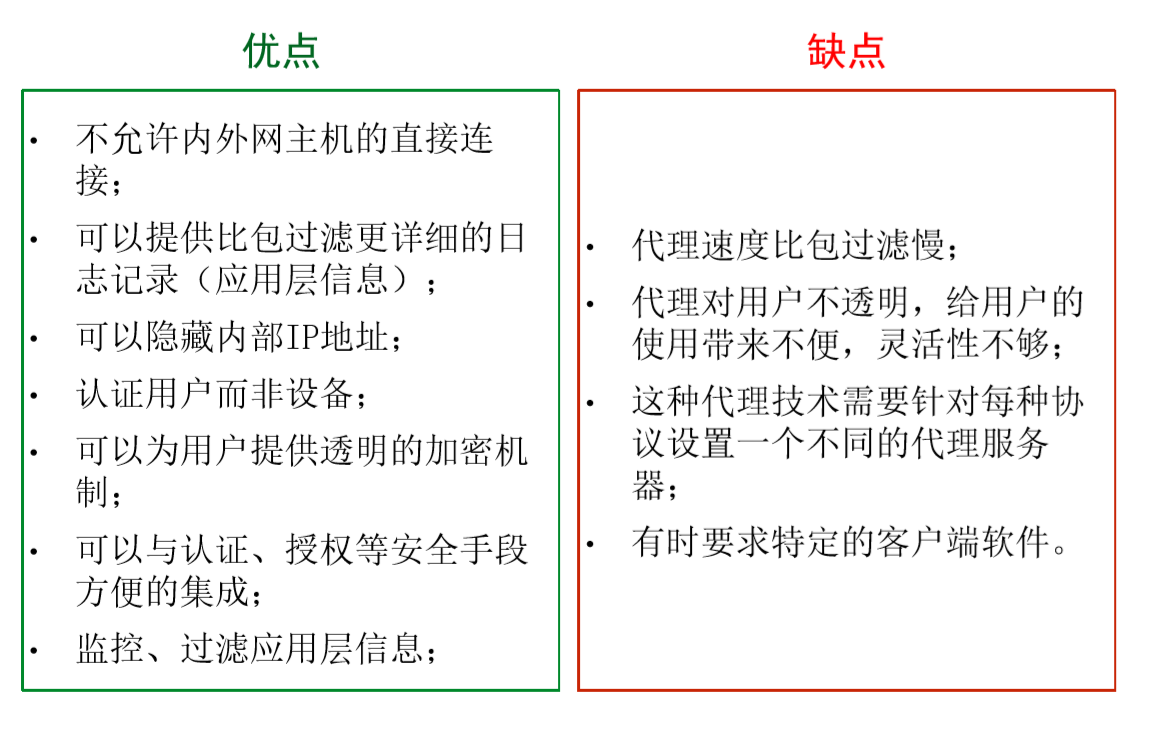 优点
• 不允许内外网主机的直接连
接；
• 可以提供比包过滤更详细的日
志记录（应用层信息）；
• 可以隐藏内部IP地址；
• 认证用户而非设备；
• 可以为用户提供透明的加密机
制；
• 可以与认证、授权等安全手段
方便的集成；
• 监控、过滤应用层信息；
缺点
• 代理速度比包过滤慢；
• 代理对用户不透明，给用户的
使用带来不便，灵活性不够；
• 这种代理技术需要针对每种协
议设置一个不同的代理服务
器；
• 有时要求特定的客户端软件。